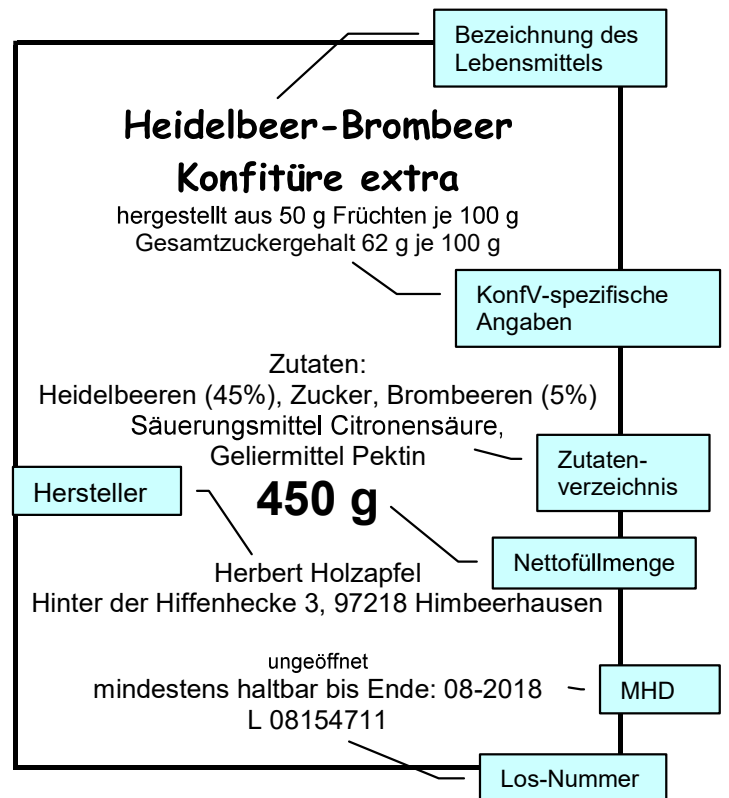 Bezeichnung des
Lebensmittels
Heidelbeer-Brombeer
Konfitüre extra
hergestellt aus 50 g Früchten je 100 g
Gesamtzuckergehalt 62 g je 100 g
KonfV-spezifische
Angaben
Zutaten:
Heidelbeeren (45%), Zucker, Brombeeren (5%)
Säuerungsmittel Citronensäure,
Geliermittel Pektin
Zutaten-
verzeichnis
Hersteller
450 g
Nettofüllmenge
Herbert Holzapfel
Hinter der Hiffenhecke 3, 97218 Himbeerhausen
ungeöffnet
mindestens haltbar bis Ende: 08-2018
MHD
L 08154711
Los-Nummer